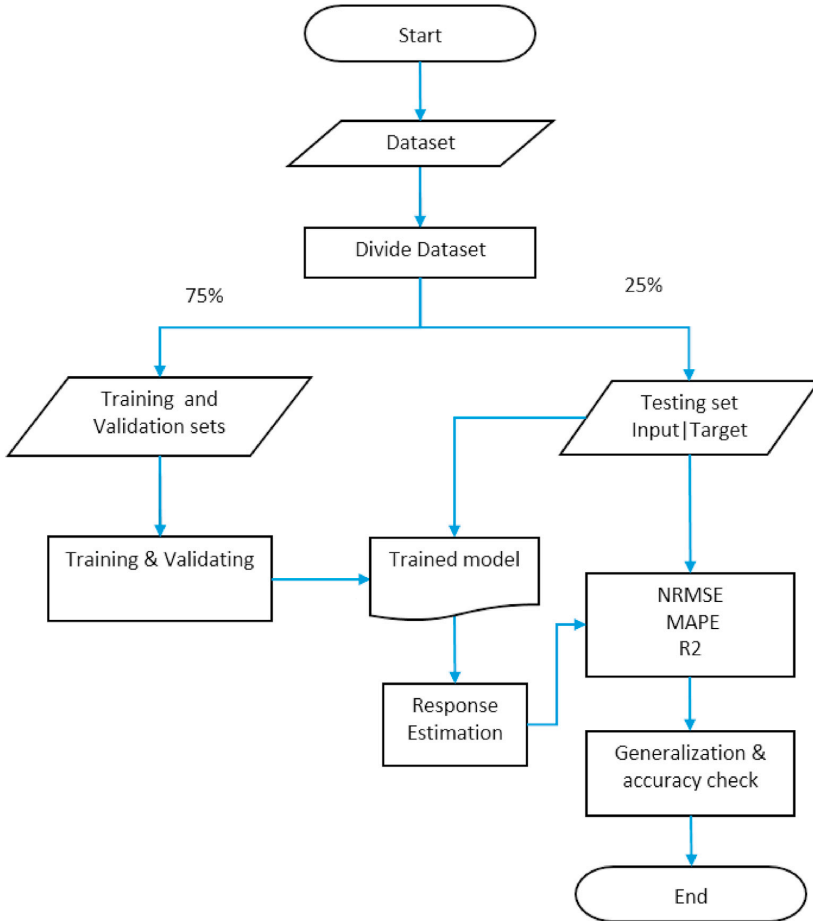 Start
Dataset
Divide Dataset
75%
25%
Training and
Validation sets
Testing set
Input|Target
Training & Validating
Trained model
NRMSE
MAPE
R2
Response
Estimation
Generalization &
accuracy check
End